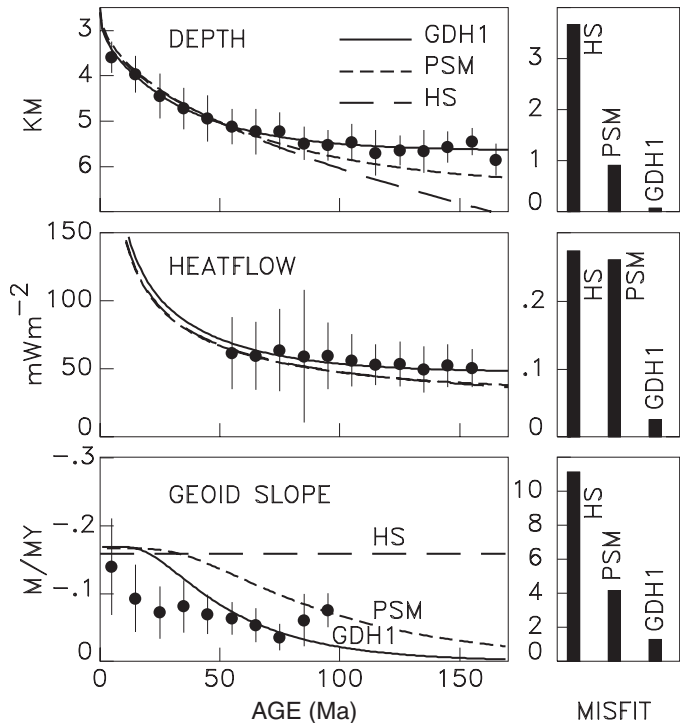 3
4
5
6
KM
DEPTH
GDH1
PSM
HS
3
2
1
0
HS
PSM
GDH1
150
100
50
0
mWm-2
HEATFLOW
.2
.1
0
HS
PSM
GDH1
-.3
-.2
-.1
0
M/MY
GEOID SLOPE
HS
PSM
GDH1
10
8
6
4
2
0
HS
PSM
GDH1
0
50
100
150
AGE (Ma)
MISFIT